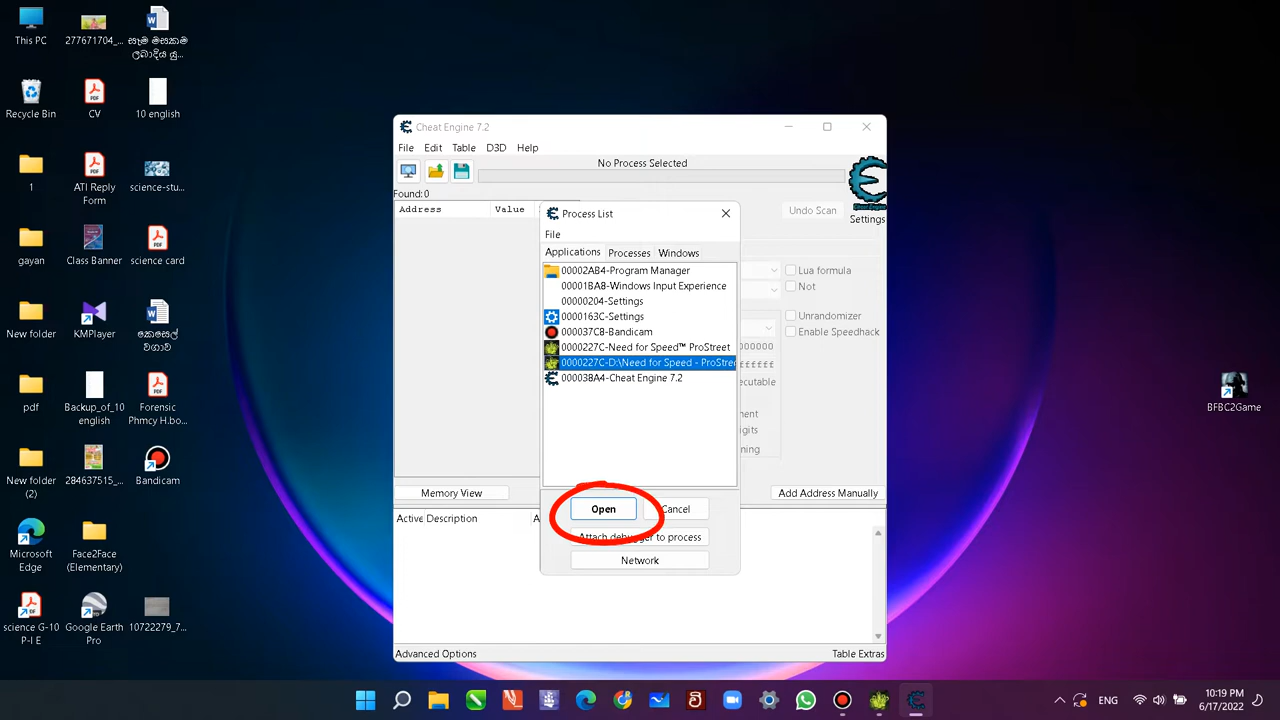 This PC
277671704_...
සෑම මසකම
ලබාදිය යු...
Recycle Bin
CV
10 english
1
ATI Reply
Form
science-stu...
gayan
Class Banner
science card
New folder
KMPlayer
කෙසෙල්
වගාව
pdf
Backup_of_10
english
Forensic
Phmcy H.bo...
New folder
(2)
284637515_...
Bandicam
Microsoft
Edge
Face2Face
(Elementary)
science G-10
P-I E
Google Earth
Pro
10722279_7...
Cheat Engine 7.2
File Edit Table D3D Help
No Process Selected
Found:0
Address Value
Undo Scan
Settings
Process List
File
Applications Processes Windows
00002AB4-Program Manager
00001BA8-Windows Input Experience
00000204-Settings
0000163C-Settings
000037C8-Bandicam
0000227C-Need for Speed™ ProStreet
0000227C-D:\Need for Speed - ProStree
000038A4-Cheat Engine 7.2
Lua formula
Not
Unrandomizer
Enable Speedhack
Open
Cancel
Attach debugger to process
Network
Memory View
Add Address Manually
Active Description
Advanced Options
Table Extras
BFBC2Game
ENG
10:19 PM
6/17/2022